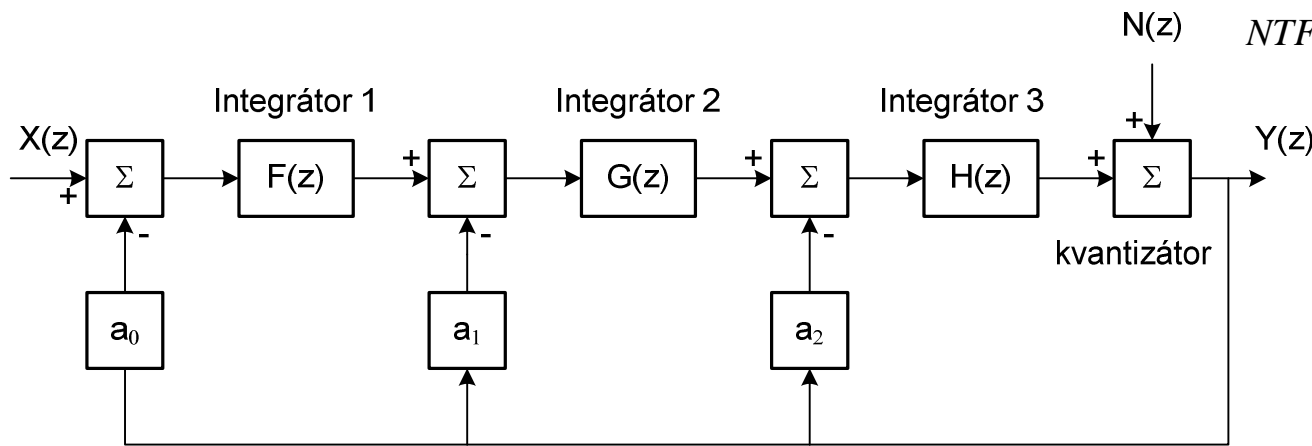 N(z)
NTF
Integrátor 1
Integrátor 2
Integrátor 3
X(z)
+
Σ
F(z)
+
Σ
G(z)
+
Σ
H(z)
+
+
Σ
Y(z)
-
-
-
kvantizátor
a₀
a₁
a₂